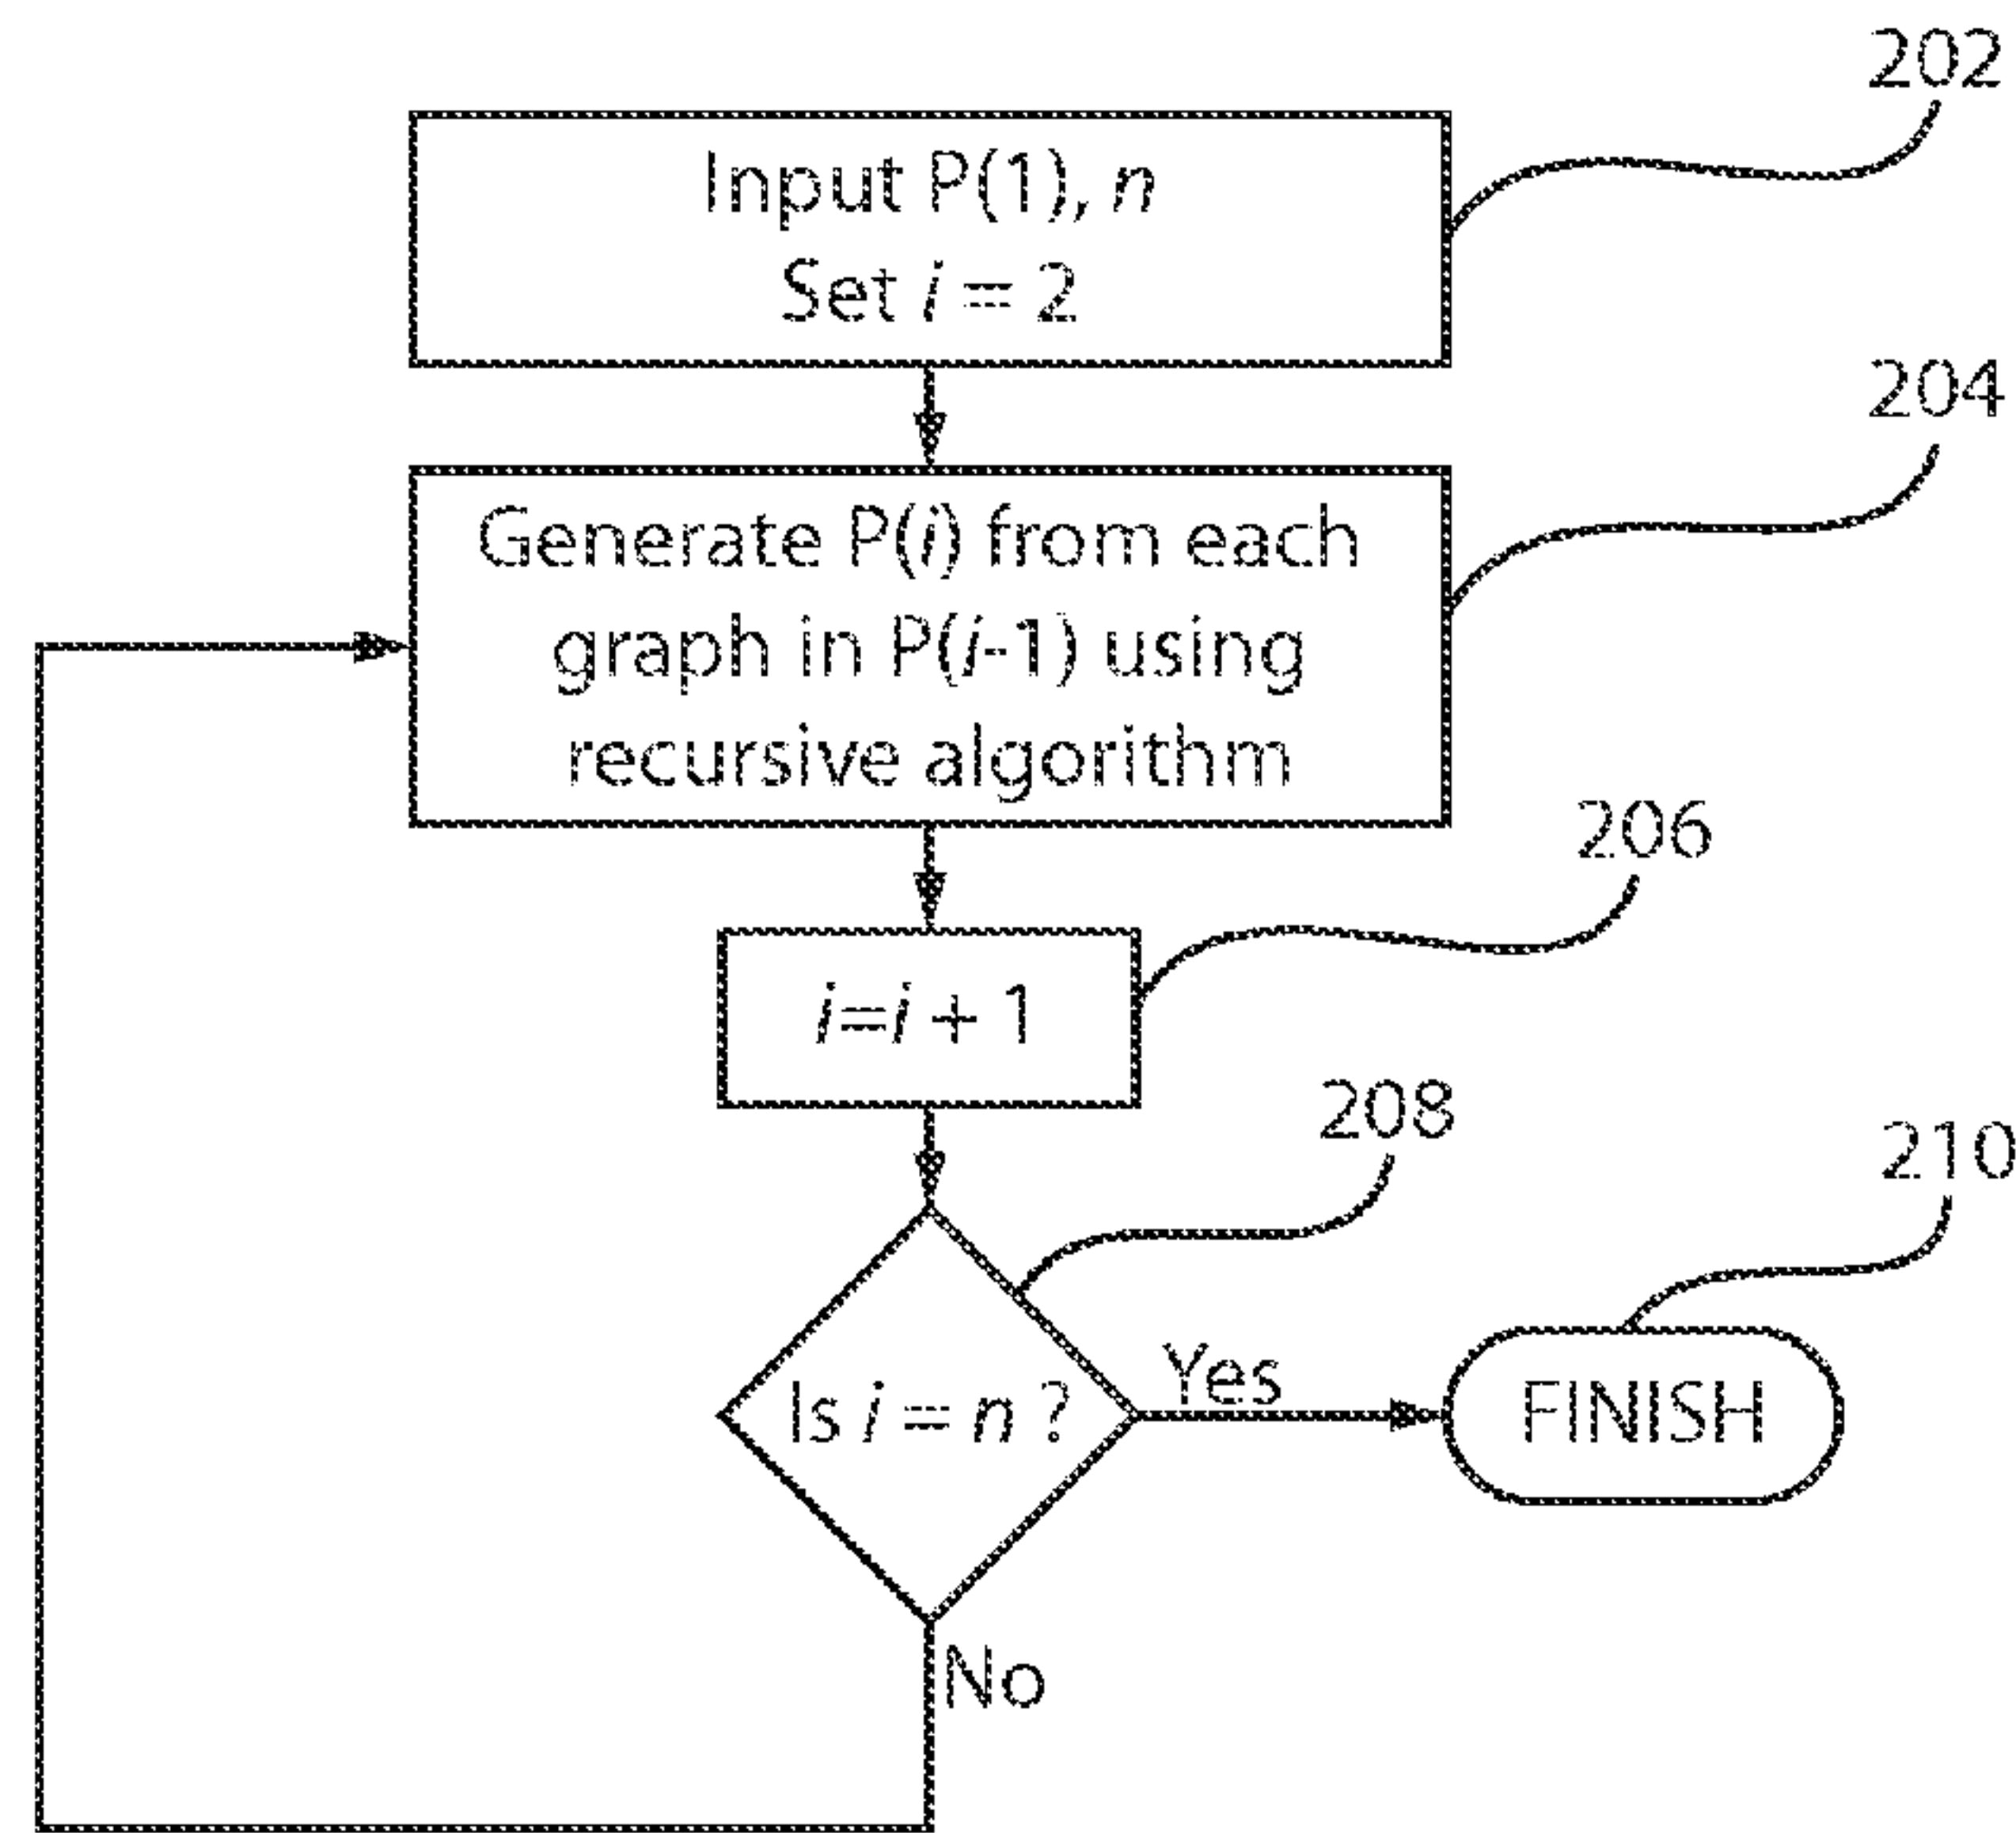 202
Input P(1), n
Set i = 2
204
Generate P(i) from each
graph in P(i-1) using
recursive algorithm
206
i=i + 1
208
210
Is i = n ?
Yes
FINISH
No